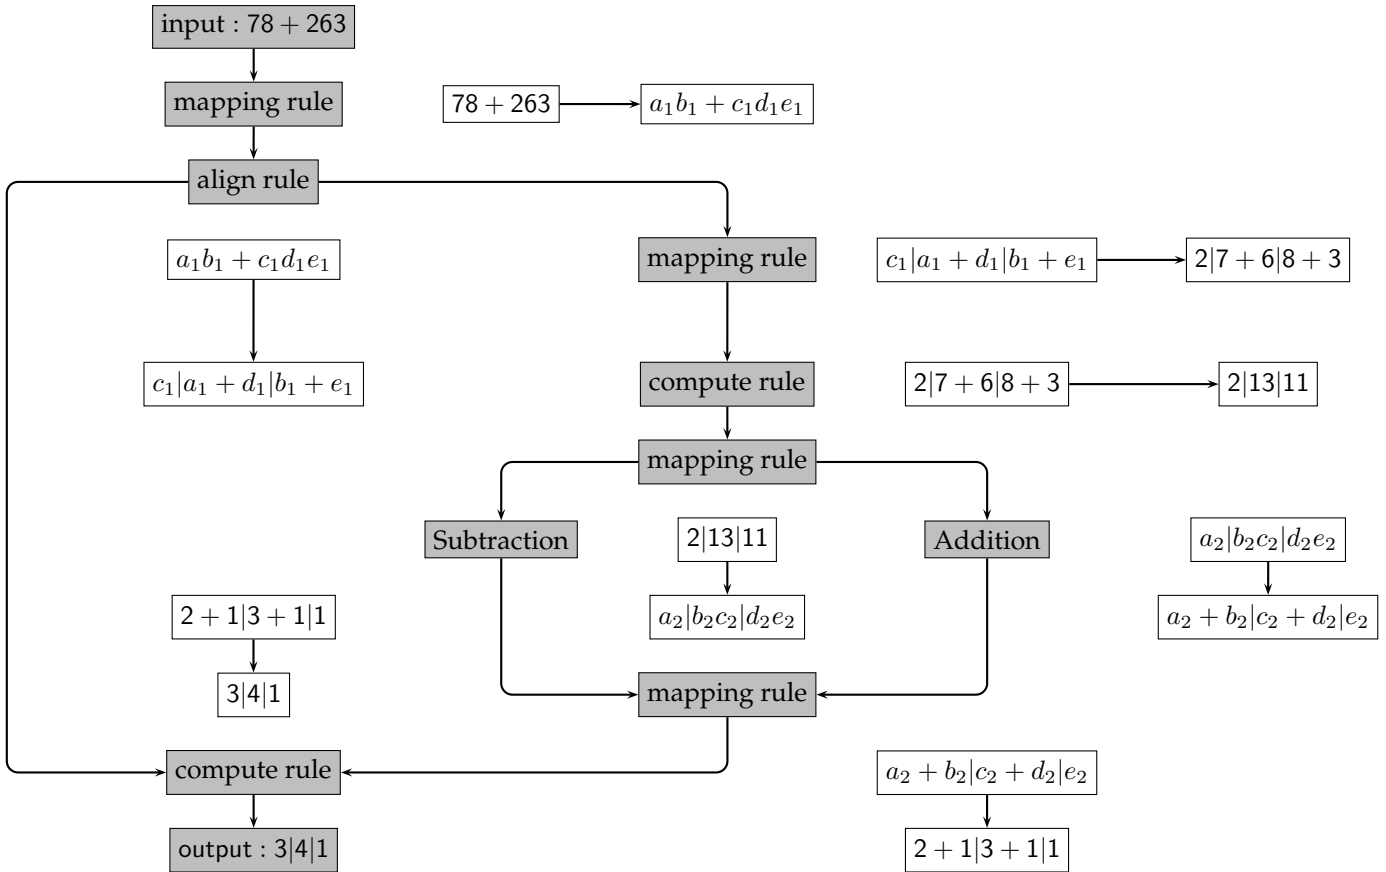 input : 78 + 263
mapping rule
78 + 263
a₁b₁ + c₁d₁e₁
align rule
a₁b₁ + c₁d₁e₁
mapping rule
c₁|a₁ + d₁|b₁ + e₁
2|7 + 6|8 + 3
c₁|a₁ + d₁|b₁ + e₁
compute rule
2|7 + 6|8 + 3
2|13|11
mapping rule
Subtraction
2|13|11
Addition
a₂|b₂c₂|d₂e₂
2 + 1|3 + 1|1
a₂|b₂c₂|d₂e₂
a₂ + b₂|c₂ + d₂|e₂
3|4|1
mapping rule
compute rule
a₂ + b₂|c₂ + d₂|e₂
output : 3|4|1
2 + 1|3 + 1|1